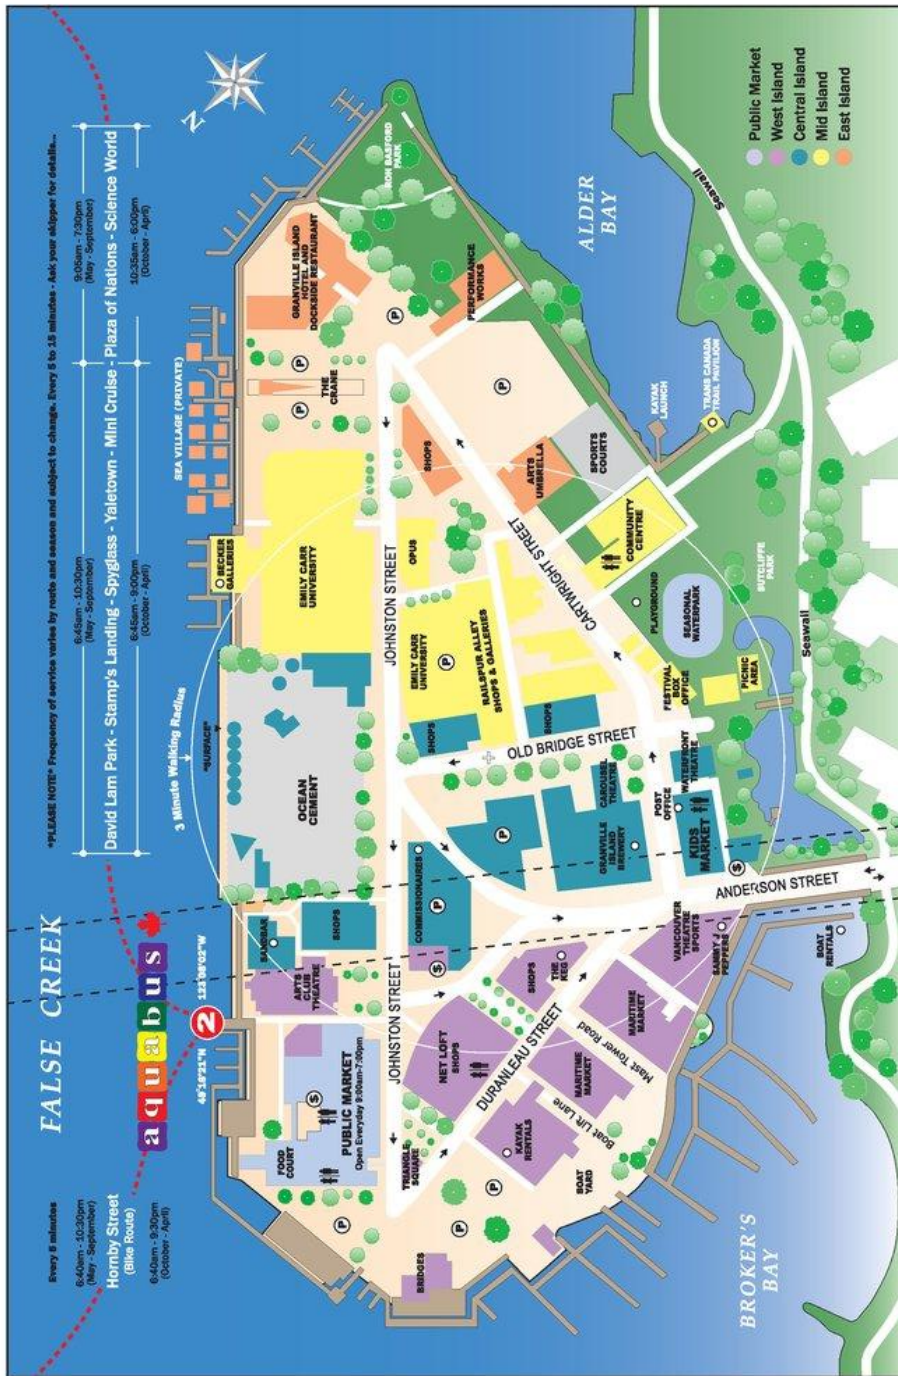 FALSE CREEK
Every 5 minutes
6:40am - 10:30pm
(May - September)
Hornby Street
(Bike Route)
6:40am - 9:30pm
(October - April)
aquabus
49°16'21"N
123°08'02"W
2
*PLEASE NOTE* Frequency of service varies by route and season and subject to change. Every 5 to 15 minutes - Ask your skipper for details...
6:45am - 10:30pm
(May - September)
9:05am - 7:30pm
(May - September)
David Lam Park - Stamp's Landing - Spyglass - Yaletown - Mini Cruise - Plaza of Nations - Science World
6:45am - 9:00pm
(October - April)
10:35am - 6:00pm
(October - April)
N
3 Minute Walking Radius
"SURFACE"
SEA VILLAGE (PRIVATE)
BECKER
GALLERIES
FOOD
COURT
PUBLIC MARKET
Open Everyday 9:00am-7:00pm
$
ARTS
CLUB
THEATRE
SANDBAR
SHOPS
OCEAN
CEMENT
EMILY CARR
UNIVERSITY
THE
CRANE
P
P
GRANVILLE ISLAND
HOTEL AND
DOCKSIDE RESTAURANT
RON BASFORD
PARK
P
P
BRIDGES
TRIANGLE
SQUARE
JOHNSTON STREET
JOHNSTON STREET
P
P
NET LOFT
SHOPS
$
COMMISSIONAIRES
P
P
SHOPS
EMILY CARR
UNIVERSITY
P
OPUS
RAILSPUR ALLEY
SHOPS & GALLERIES
SHOPS
PERFORMANCE
WORKS
P
KAYAK
RENTALS
DURANLEAU STREET
SHOPS
THE
KEG
GRANVILLE
ISLAND
BREWERY
CAROUSEL
THEATRE
OLD BRIDGE STREET
SHOPS
CARTWRIGHT STREET
ARTS
UMBRELLA
SPORTS
COURTS
BOAT
YARD
Boat Lift Lane
MARITIME
MARKET
Mast Tower Road
MARITIME
MARKET
VANCOUVER
THEATRE
SPORTS
SAMMY J
PEPPERS
POST
OFFICE
KIDS
MARKET
WATERFRONT
THEATRE
$
FESTIVAL
BOX
OFFICE
PLAYGROUND
COMMUNITY
CENTRE
SEASONAL
WATERPARK
PICNIC
AREA
SUTCLIFFE
PARK
KAYAK
LAUNCH
TRANS CANADA
TRAIL PAVILION
ALDER
BAY
BROKER'S
BAY
BOAT
RENTALS
ANDERSON STREET
Seawall
Seawall
Public Market
West Island
Central Island
Mid Island
East Island